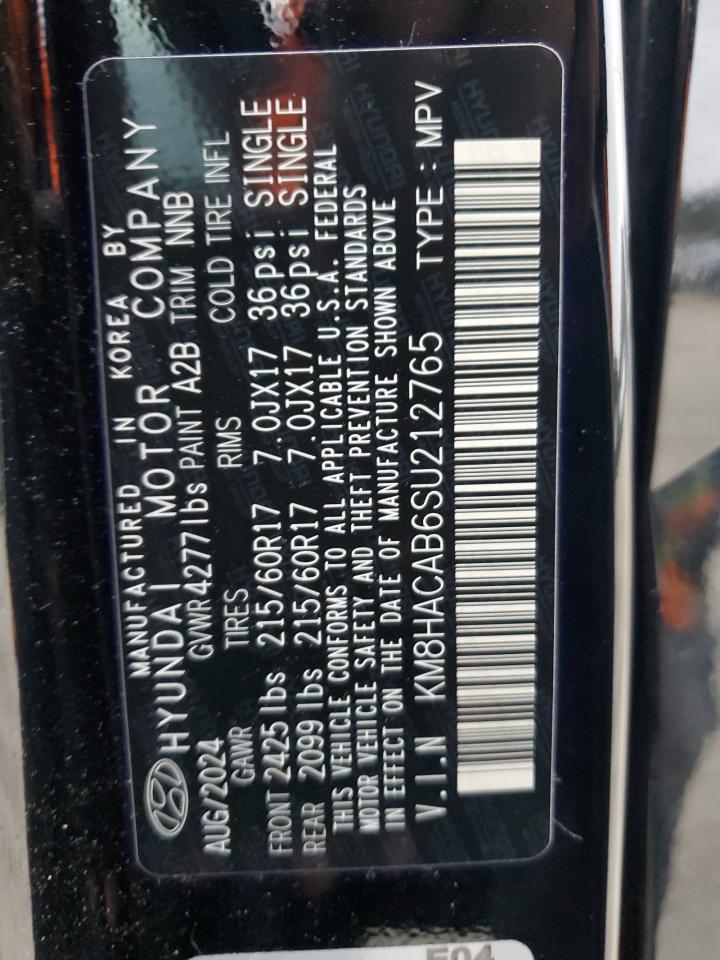 MANUFACTURED IN KOREA BY
HYUNDAI MOTOR COMPANY
AUG/2024 GVWR 4277lbs PAINT A2B TRIM NNB
GAWR TIRES RIMS COLD TIRE INFL
FRONT 2425 lbs 215/60R17 7.0JX17 36psi SINGLE
REAR 2099 lbs 215/60R17 7.0JX17 36psi SINGLE
THIS VEHICLE CONFORMS TO ALL APPLICABLE U.S.A. FEDERAL
MOTOR VEHICLE SAFETY AND THEFT PREVENTION STANDARDS
IN EFFECT ON THE DATE OF MANUFACTURE SHOWN ABOVE
V.I.N KM8HACAB6SU212765 TYPE : MPV
E04